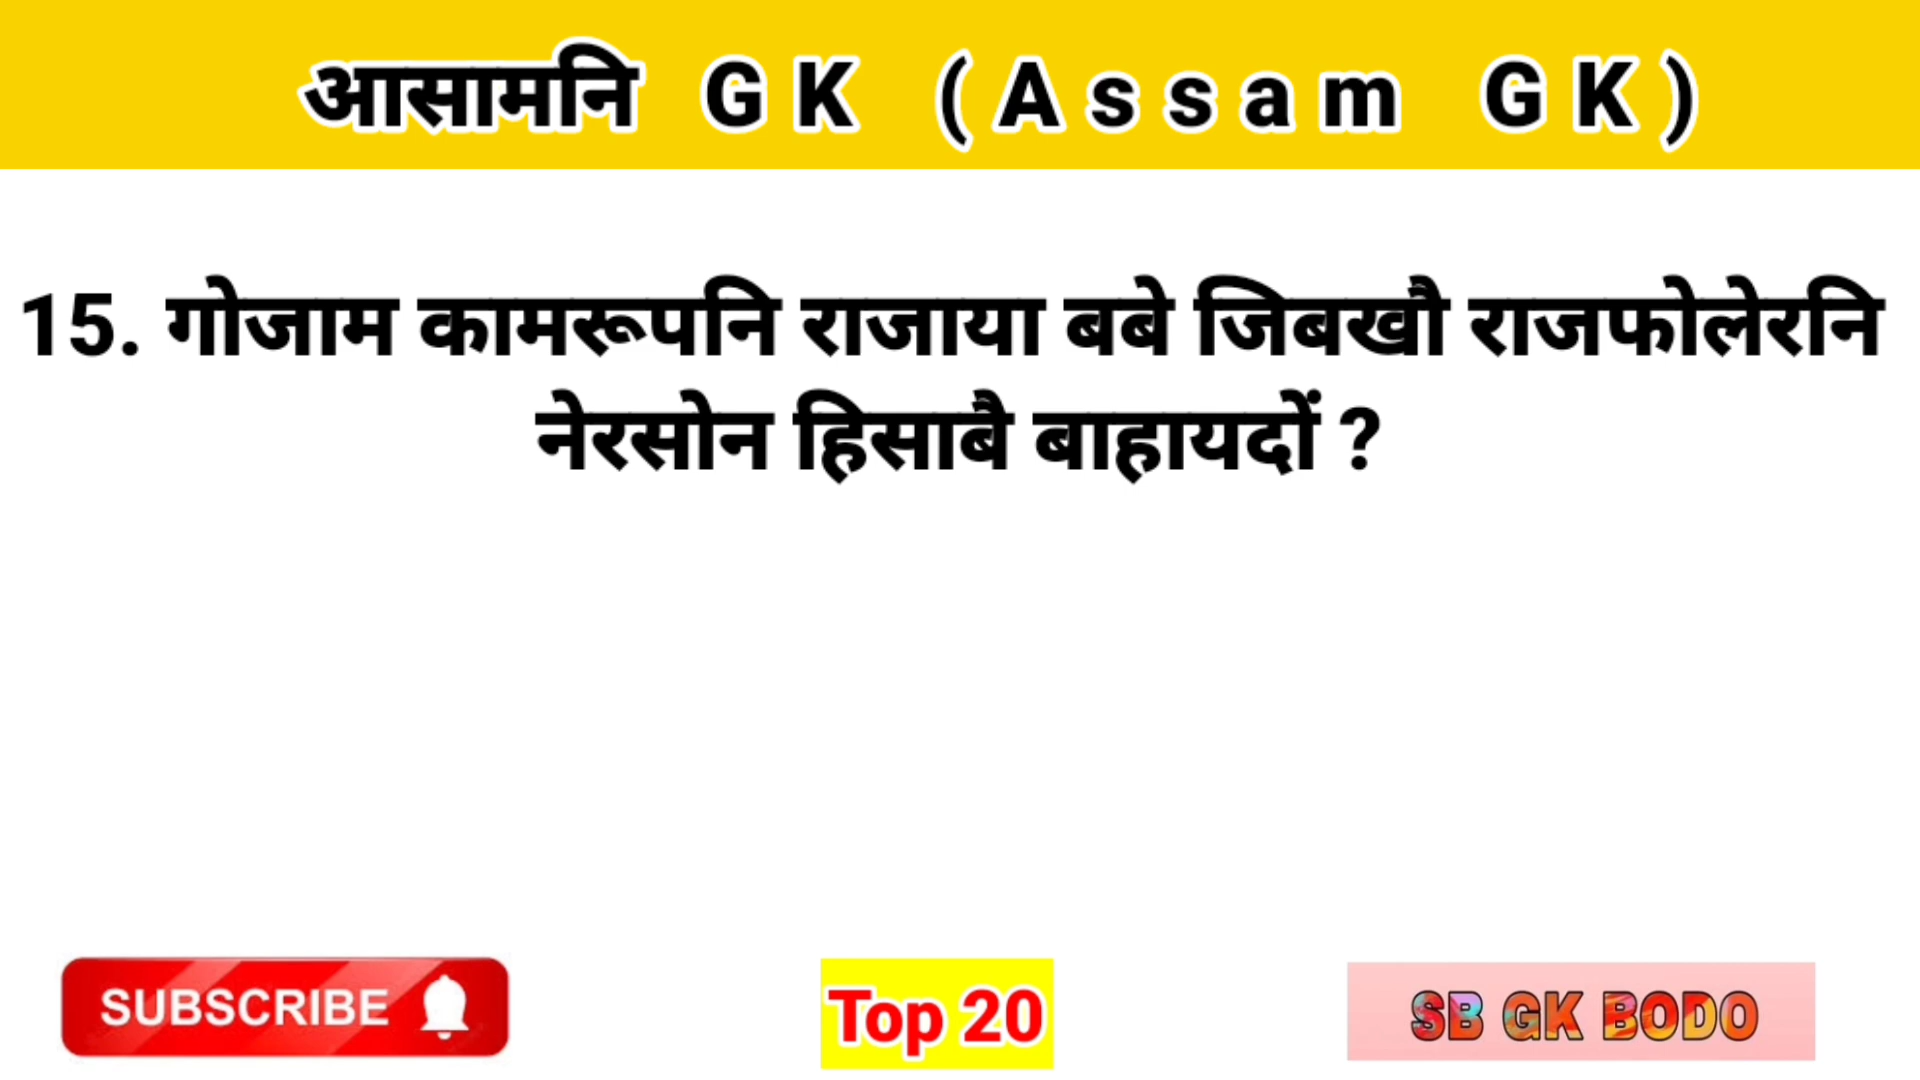 आसामनि GK (Assam GK)
15. गोजाम कामरूपनि राजाया बबे जिबखौ राजफोलेरनि
नेरसोन हिसाबै बाहायदों ?
SUBSCRIBE
Top 20
SB GK BODO